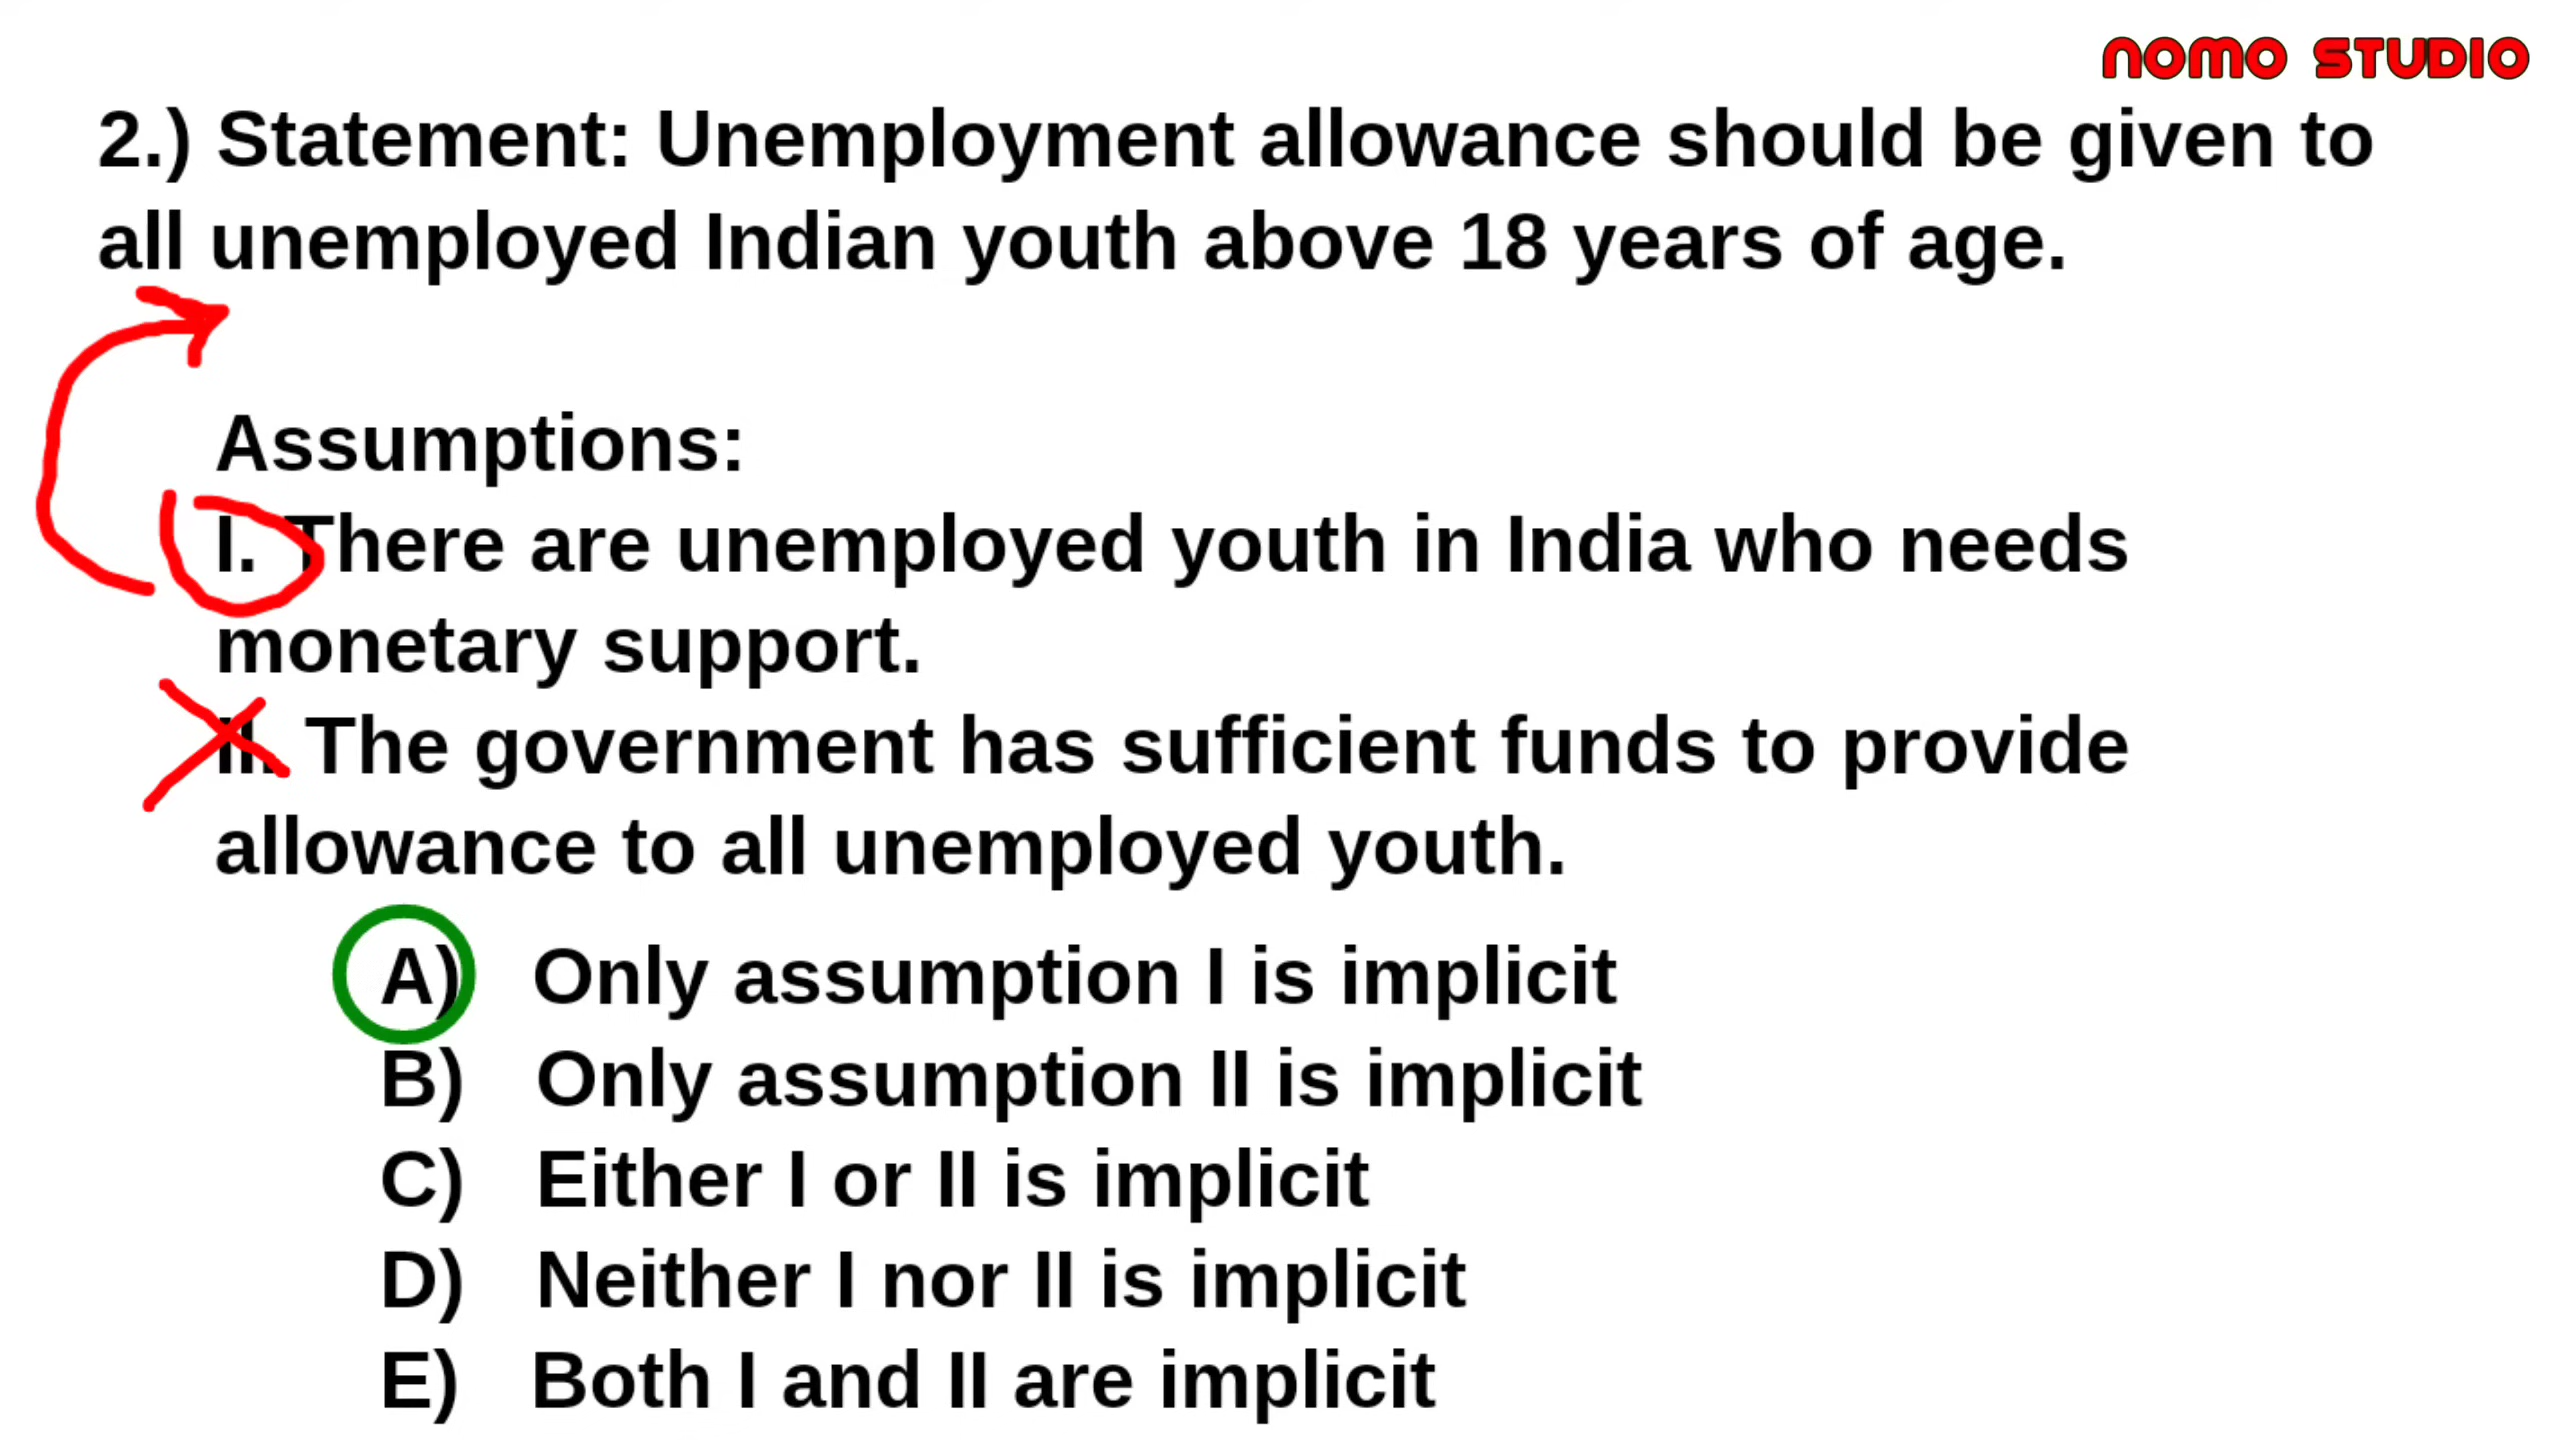 NOMO STUDIO
2.) Statement: Unemployment allowance should be given to
all unemployed Indian youth above 18 years of age.
Assumptions:
I. There are unemployed youth in India who needs
monetary support.
II. The government has sufficient funds to provide
allowance to all unemployed youth.
A) Only assumption I is implicit
B) Only assumption II is implicit
C) Either I or II is implicit
D) Neither I nor II is implicit
E) Both I and II are implicit